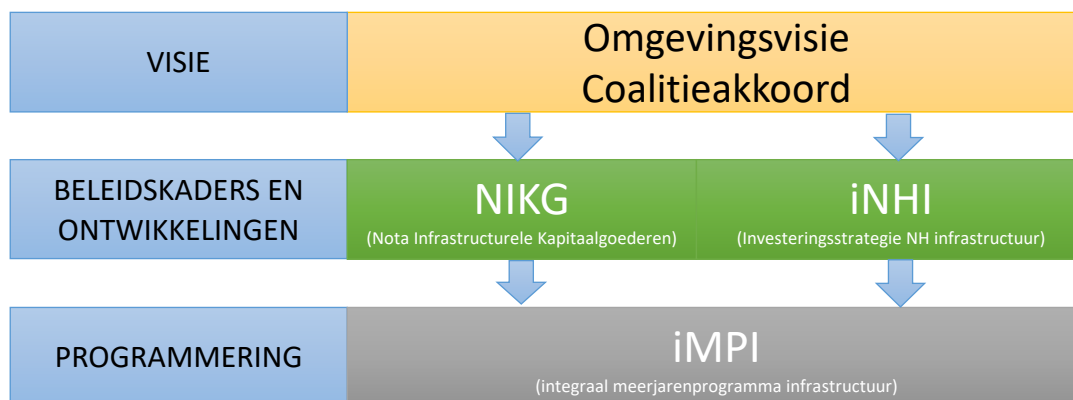 VISIE
Omgevingsvisie
Coalitieakkoord
BELEIDSKADERS EN
ONTWIKKELINGEN
NIKG
(Nota Infrastructurele Kapitaalgoederen)
iNHI
(Investeringsstrategie NH infrastructuur)
PROGRAMMERING
iMPI
(integraal meerjarenprogramma infrastructuur)